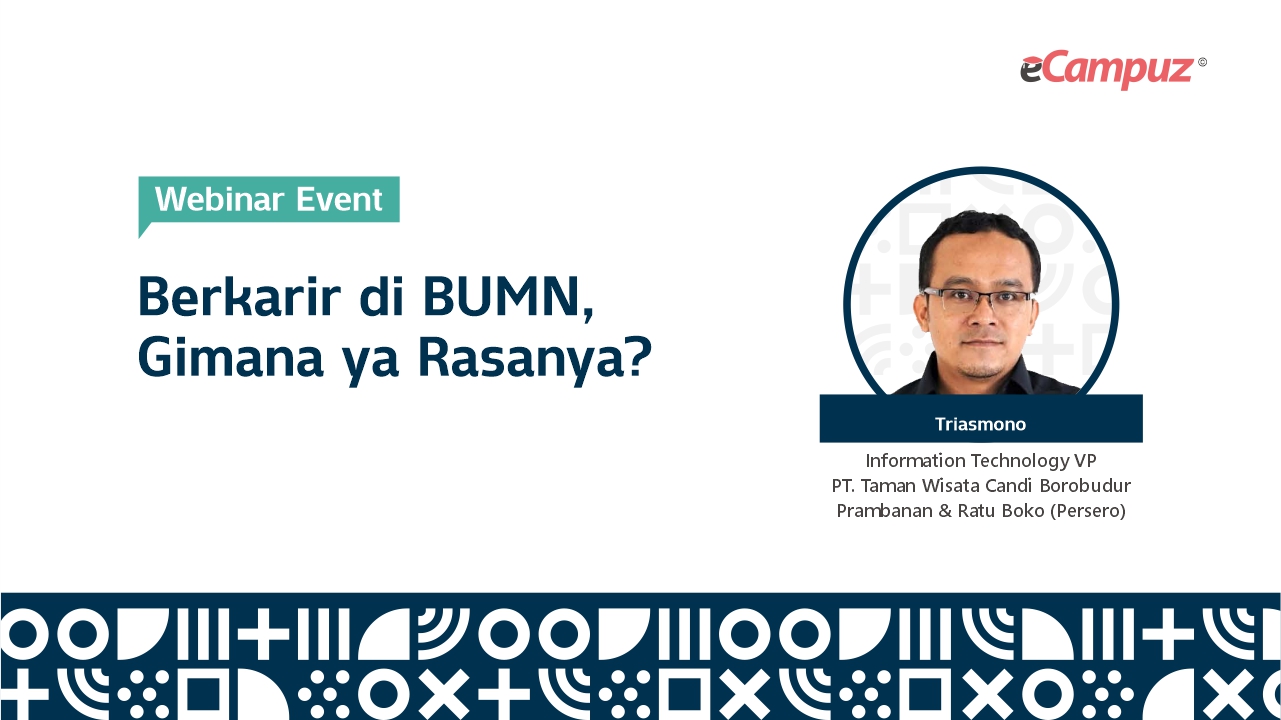 eCampuz ©
Webinar Event
Berkarir di BUMN,
Gimana ya Rasanya?
Triasmono
Information Technology VP
PT. Taman Wisata Candi Borobudur
Prambanan & Ratu Boko (Persero)